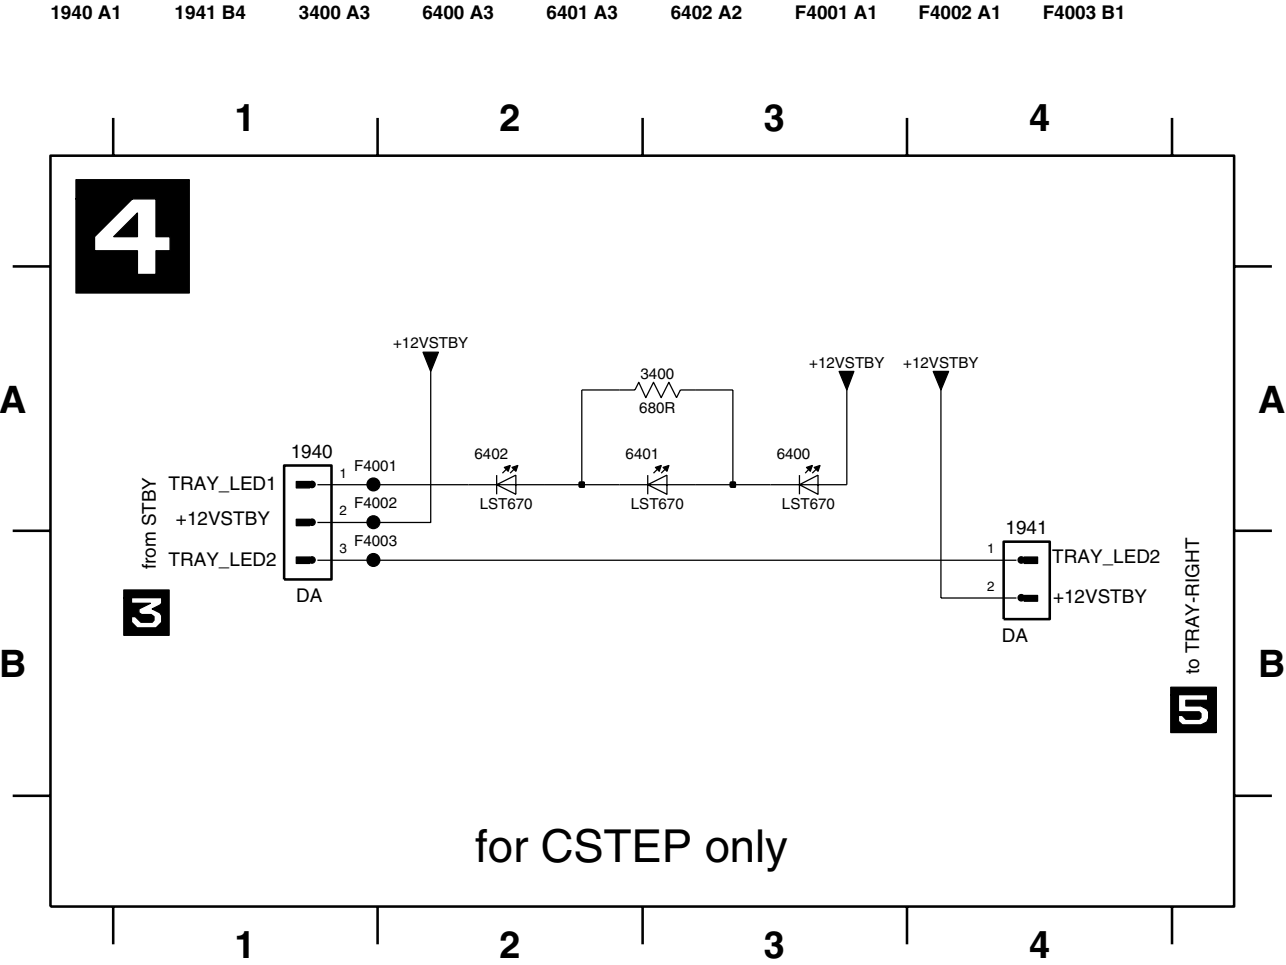 1940 A1 1941 B4 3400 A3 6400 A3 6401 A3 6402 A2 F4001 A1 F4002 A1 F4003 B1
1 2 3 4
4
+12VSTBY
+12VSTBY +12VSTBY
3400
680R
A A
1940
6402 6401 6400
TRAY_LED1 1 F4001
LST670 LST670 LST670
+12VSTBY 2 F4002
TRAY_LED2 3 F4003
DA
from STBY
3
1941
1 TRAY_LED2
2 +12VSTBY
DA
to TRAY-RIGHT
5
B B
for CSTEP only
1 2 3 4